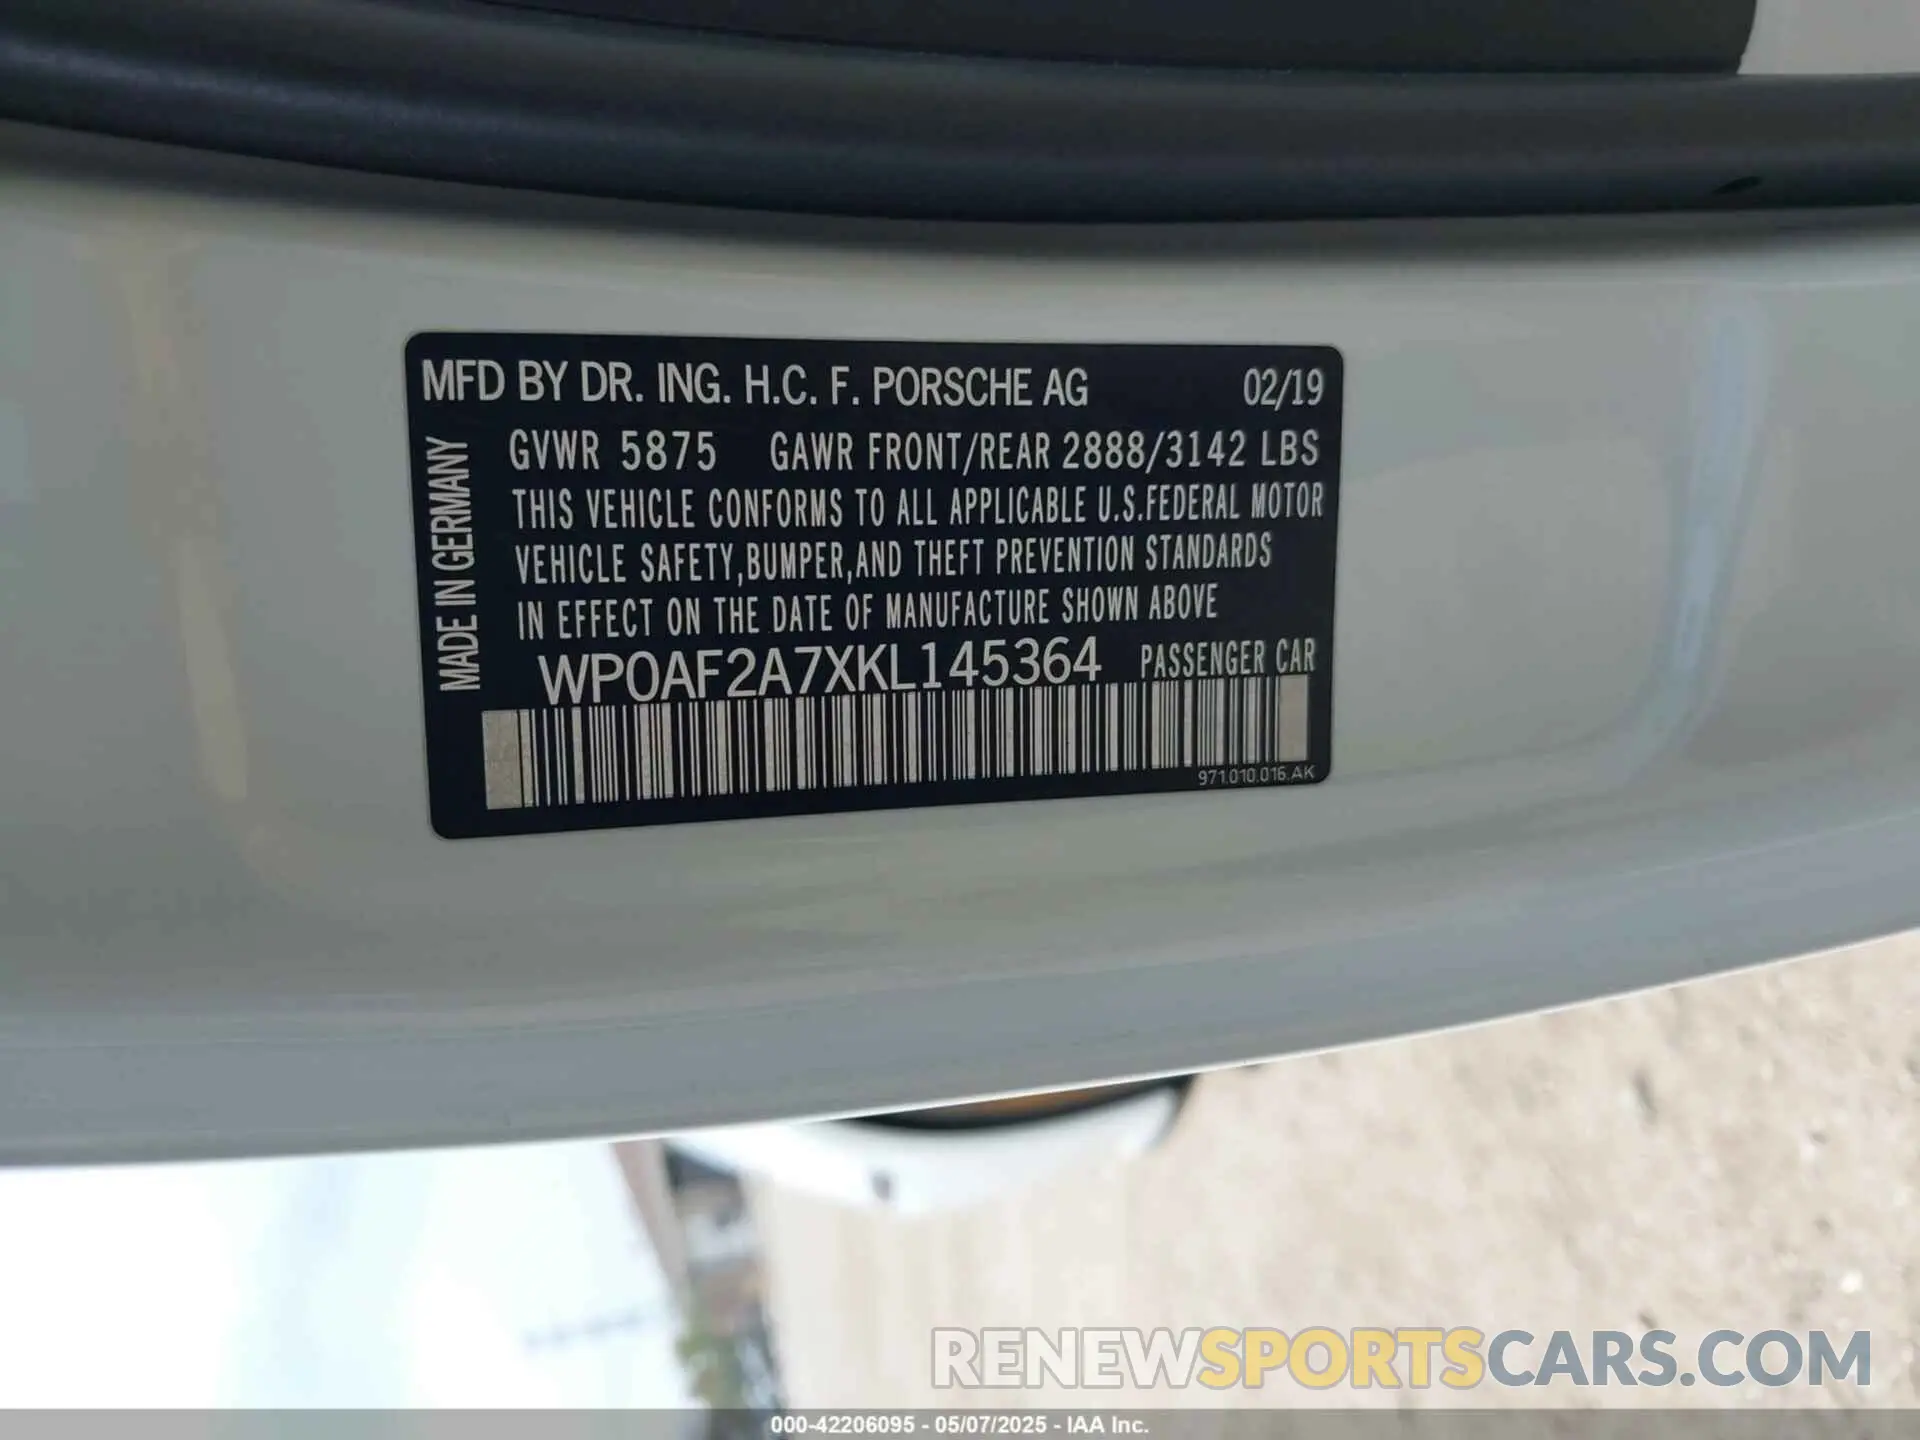 MFD BY DR. ING. H.C. F. PORSCHE AG 02/19
GVWR 5875 GAWR FRONT/REAR 2888/3142 LBS
THIS VEHICLE CONFORMS TO ALL APPLICABLE U.S.FEDERAL MOTOR
VEHICLE SAFETY,BUMPER,AND THEFT PREVENTION STANDARDS
IN EFFECT ON THE DATE OF MANUFACTURE SHOWN ABOVE
MADE IN GERMANY
WP0AF2A7XKL145364 PASSENGER CAR
971.010.016.AK
RENEWSPORTSCARS.COM
000-42206095 - 05/07/2025 - IAA Inc.